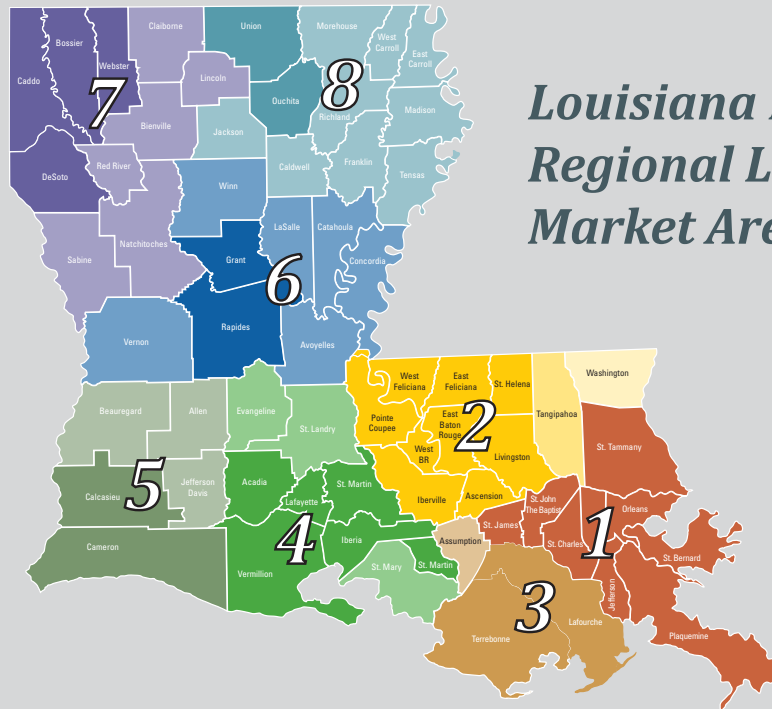 Louisiana
Regional
Market
Claiborne
Union
Morehouse
West
Carroll
East
Carroll
Bossier
Webster
Caddo
Lincoln
7
8
Ouchita
Richland
Madison
Bienville
Jackson
DeSoto
Red River
Caldwell
Franklin
Tensas
Winn
Natchitoches
Sabine
LaSalle
Catahoula
Concordia
Grant
6
Rapides
Vernon
Avoyelles
West
Feliciana
East
Feliciana
St. Helena
Washington
Tangipahoa
Beauregard
Allen
Evangeline
St. Landry
Pointe
Coupee
East
Baton
Rouge
2
West
BR
Livingston
St. Tammany
5
Calcasieu
Jefferson
Davis
Acadia
Lafayette
St. Martin
Iberville
Ascension
St. John
The Baptist
Orleans
Cameron
4
Vermillion
Iberia
St. Mary
St. Martin
Assumption
St. James
St. Charles
1
St. Bernard
Jefferson
3
Lafourche
Terrebonne
Plaquemine